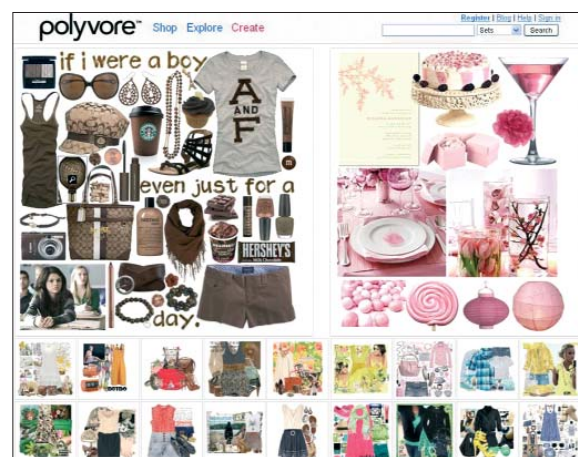 polyvore™
Shop Explore Create
Register | Blog | Help | Sign in
Sets
Search
if i were a boy
A
AND
F
even just for a
HERSHEY'S
day.